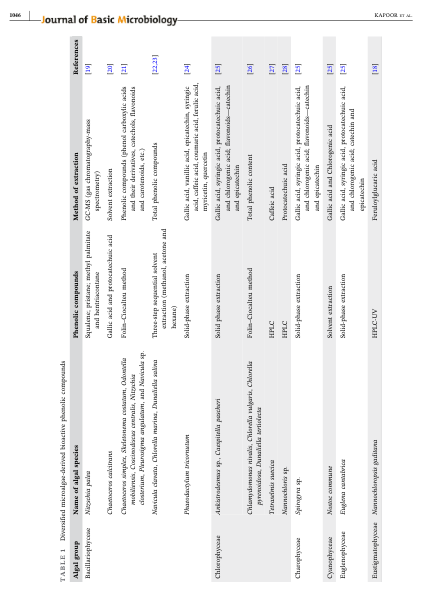 1046
Journal of Basic Microbiology
KAPOOR ET AL.
TABLE 1 Diversified microalgae-derived bioactive phenolic compounds
Algal group Name of algal species Phenolic compounds Method of extraction References
Bacillariophyceae Nitzschia palea Squalene, pristane; methyl palmitate GC-MS (gas chromatography-mass [19]
and hentriacontane spectrometry)
Chaetoceros calcitrans Gallic acid and protocatechuic acid Solvent extraction [20]
Chaetoceros simplex, Skeletonema costatum, Odontella Folin–Ciocalteu method Phenolic compounds (phenol carboxylic acids [21]
mobilensis, Coscinodiscus centralis, Nitzschia and their derivatives, catechols, flavonoids
closterium, Pleurosigma angulatum, and Navicula sp. and carotenoids, etc.)
Navicula clavata, Chlorella marina, Dunaliella salina Three-step sequential solvent Total phenolic compounds [22,23]
extraction (methanol, acetone and
hexane)
Phaeodactylum tricornutum Solid-phase extraction Gallic acid, vanillic acid, epicatechin, syringic [24]
acid, caffeic acid, coumaric acid, ferulic acid,
myricetin, quercetin
Chlorophyceae Ankistrodesmus sp., Caespitella pascheri Solid phase extraction Gallic acid, syringic acid, protocatechuic acid, [25]
and chlorogenic acid; flavonoids—catechin
and epicatechin
Chlamydomonas nivalis, Chlorella vulgaris, Chlorella Folin–Ciocalteu method Total phenolic content [26]
pyrenoidosa, Dunaliella tertiolecta
Tetraselmis suecica HPLC Caffeic acid [27]
Nannochloris sp. HPLC Protocatechuic acid [28]
Charophyceae Spirogyra sp. Solid-phase extraction Gallic acid, syringic acid, protocatechuic acid, [25]
and chlorogenic acid; flavonoids—catechin
and epicatechin
Cyanophyceae Nostoc commune Solvent extraction Gallic acid and Chlorogenic acid [25]
Euglenophyceae Euglena cantabrica Solid-phase extraction Gallic acid, syringic acid, protocatechuic acid, [25]
and chlorogenic acid; catechin and
epicatechin
Eustigmatophyceae Nannochloropsis gaditana HPLC-UV Feruloylglucaric acid [18]